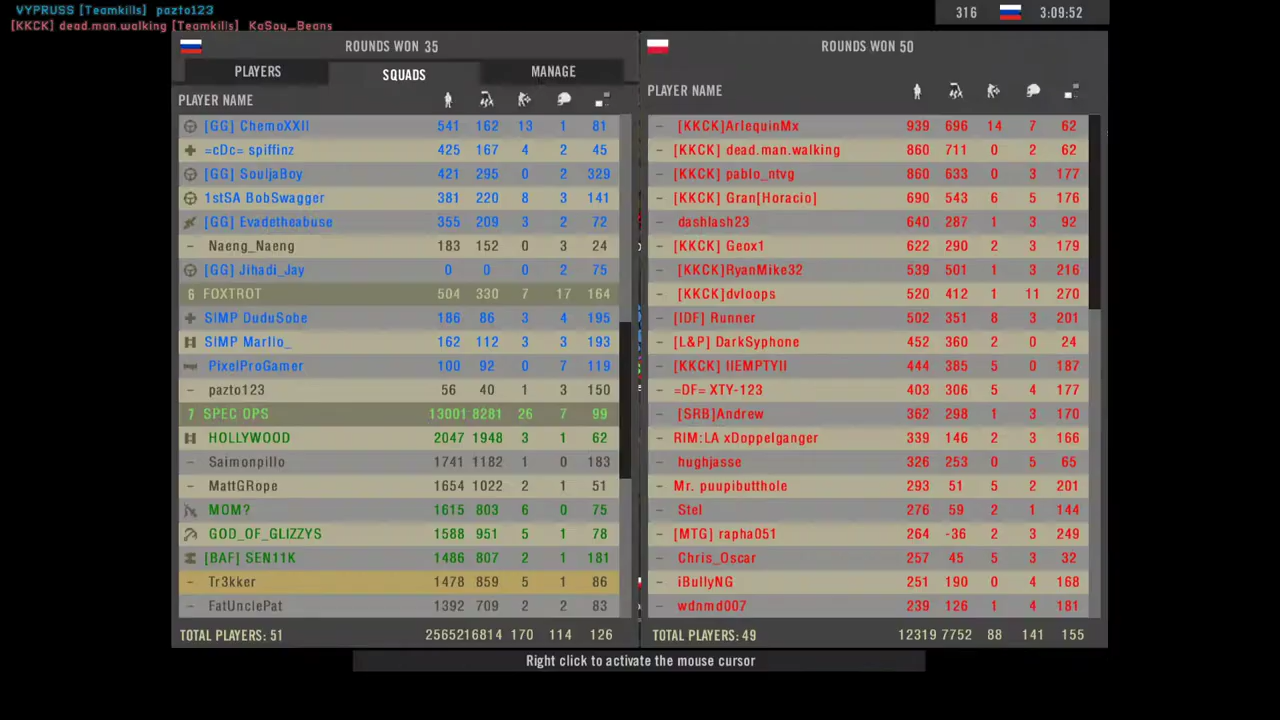 VYPRUSS [Teamkills] pazto123
[KKCK] dead.man.walking [Teamkills] KaSay_Beans
316 3:09:52
ROUNDS WON 35
PLAYERS SQUADS MANAGE
PLAYER NAME
[GG] ChemoXXII 541 162 13 1 81
=cDc= spiffinz 425 167 4 2 45
[GG] SouljaBoy 421 295 0 2 329
1stSA BobSwagger 381 220 8 3 141
[GG] Evadetheabuse 355 209 3 2 72
- Naeng_Naeng 183 152 0 3 24
[GG] Jihadi_Jay 0 0 0 2 75
6 FOXTROT 504 330 7 17 164
SIMP DuduSobe 186 86 3 4 195
SIMP Marllo_ 162 112 3 3 193
PixelProGamer 100 92 0 7 119
- pazto123 56 40 1 3 150
7 SPEC OPS 13001 8281 26 7 99
HOLLYWOOD 2047 1948 3 1 62
- Saimonpillo 1741 1182 1 0 183
- MattGRope 1654 1022 2 1 51
MOM? 1615 803 6 0 75
GOD_OF_GLIZZYS 1588 951 5 1 78
[BAF] SEN11K 1486 807 2 1 181
- Tr3kker 1478 859 5 1 86
- FatUnclePat 1392 709 2 2 83
TOTAL PLAYERS: 51 25652 16814 170 114 126
ROUNDS WON 50
PLAYER NAME
- [KKCK]ArlequinMx 939 696 14 7 62
- [KKCK] dead.man.walking 860 711 0 2 62
- [KKCK] pablo_ntvg 860 633 0 3 177
- [KKCK] Gran[Horacio] 690 543 6 5 176
- dashlash23 640 287 1 3 92
- [KKCK] Geox1 622 290 2 3 179
- [KKCK]RyanMike32 539 501 1 3 216
- [KKCK]dvloops 520 412 1 11 270
- [IDF] Runner 502 351 8 3 201
- [L&P] DarkSyphone 452 360 2 0 24
- [KKCK] IIEMPTYII 444 385 5 0 187
- =DF= XTY-123 403 306 5 4 177
- [SRB]Andrew 362 298 1 3 170
- RIM:LA xDoppelganger 339 146 2 3 166
- hughjasse 326 253 0 5 65
- Mr. puupibutthole 293 51 5 2 201
- Stel 276 59 2 1 144
- [MTG] rapha051 264 -36 2 3 249
- Chris_Oscar 257 45 5 3 32
- iBullyNG 251 190 0 4 168
- wdnmd007 239 126 1 4 181
TOTAL PLAYERS: 49 12319 7752 88 141 155
Right click to activate the mouse cursor